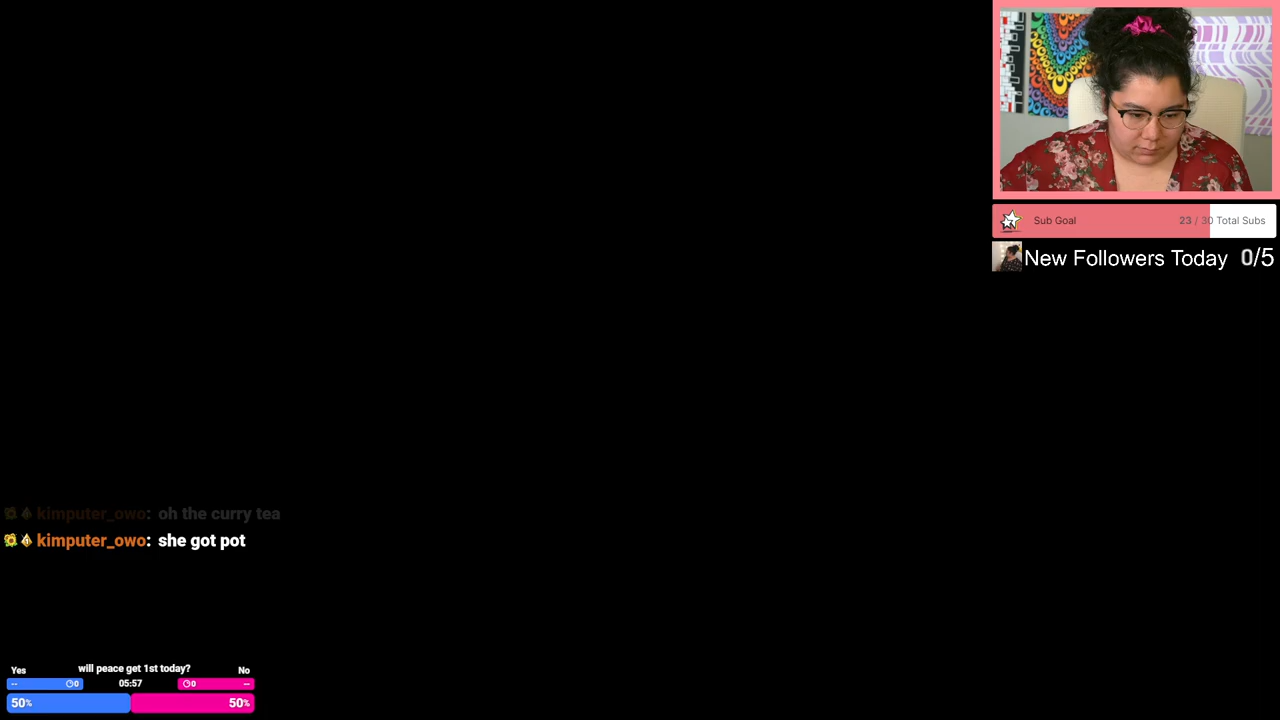 Sub Goal 23 / 30 Total Subs
New Followers Today 0/5
kimputer_owo: oh the curry tea
kimputer_owo: she got pot
Yes will peace get 1st today? No
-- 0 05:57 0 --
50% 50%